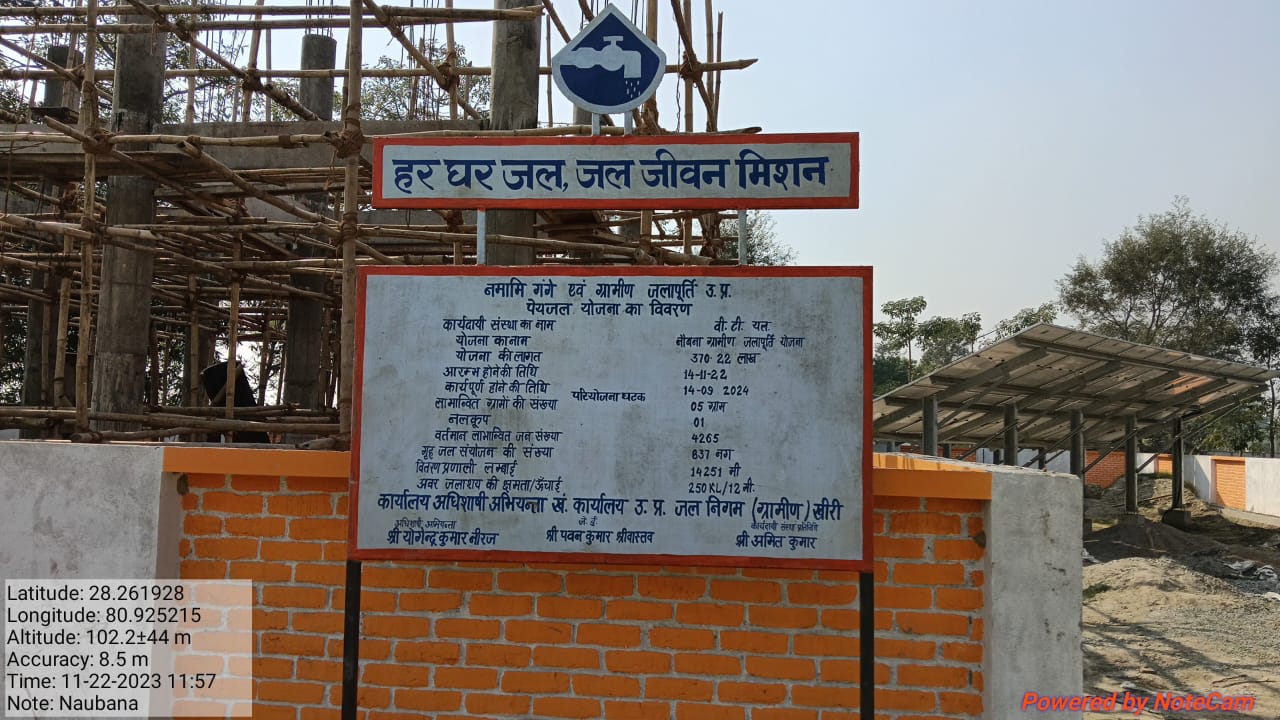 हर घर जल, जल जीवन मिशन
नमामि गंगे एवं ग्रामीण जलापूर्ति उ.प्र.
पेयजल योजना का विवरण
कार्यदायी संस्था का नाम वी. टी. एल.
योजना का नाम नौबना ग्रामीण जलापूर्ति योजना
योजना की लागत 370.22 लाख
आरम्भ होने की तिथि 14-11-22
कार्यपूर्ण होने की तिथि 14-09 2024
परियोजना घटक
लाभान्वित ग्रामों की संख्या 05 ग्राम
नलकूप 01
वर्तमान लाभान्वित जन संख्या 4265
गृह जल संयोजन की संख्या 837 नग
वितरण प्रणाली लम्बाई 14251 मी
अवर जलाशय की क्षमता/ऊँचाई 250 KL/12 मी.
कार्यालय अधिशाषी अभियन्ता खं. कार्यालय उ. प्र. जल निगम (ग्रामीण) खीरी
अधिशाषी अभियन्ता जे. ई. कार्यदायी संस्था प्रतिनिधि
श्री योगेन्द्र कुमार नीरज श्री पवन कुमार श्रीवास्तव श्री अमित कुमार
Latitude: 28.261928
Longitude: 80.925215
Altitude: 102.2±44 m
Accuracy: 8.5 m
Time: 11-22-2023 11:57
Note: Naubana
Powered by NoteCam